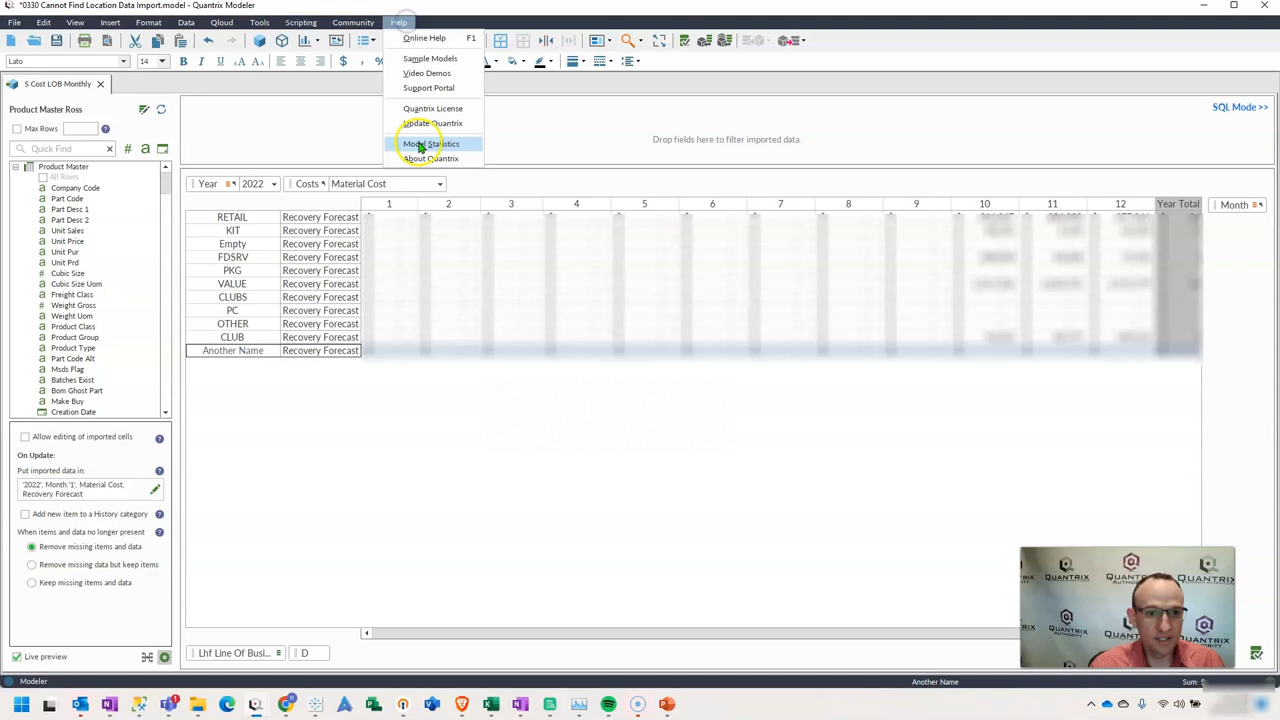 *0330 Cannot Find Location Data Import.model - Quantrix Modeler
File Edit View Insert Format Data Qloud Tools Scripting Community Help
Online Help F1
Sample Models
Video Demos
Support Portal
Quantrix License
Update Quantrix
Model Statistics
About Quantrix
Lato 14 B I U A A $ , %
S Cost LOB Monthly
Product Master Ross
Max Rows
Quick Find
Product Master
All Rows
Company Code
Part Code
Part Desc 1
Part Desc 2
Unit Sales
Unit Price
Unit Pur
Unit Prd
Cubic Size
Cubic Size Uom
Freight Class
Weight Gross
Weight Uom
Product Class
Product Group
Product Type
Part Code Alt
Msds Flag
Batches Exist
Bom Ghost Part
Make Buy
Creation Date
Allow editing of imported cells
On Update:
Put imported data in:
'2022', Month.'1', Material Cost,
Recovery Forecast
Add new item to a History category
When items and data no longer present
Remove missing items and data
Remove missing data but keep items
Keep missing items and data
Live preview
SQL Mode >>
Drop fields here to filter imported data.
Year 2022 Costs Material Cost
1 2 3 4 5 6 7 8 9 10 11 12 Year Total Month
RETAIL Recovery Forecast
KIT Recovery Forecast
Empty Recovery Forecast
FDSRV Recovery Forecast
PKG Recovery Forecast
VALUE Recovery Forecast
CLUBS Recovery Forecast
PC Recovery Forecast
OTHER Recovery Forecast
CLUB Recovery Forecast
Another Name Recovery Forecast
Lhf Line Of Busi... D
QUANTRIX
AUTHORITY
Modeler Another Name Sum: